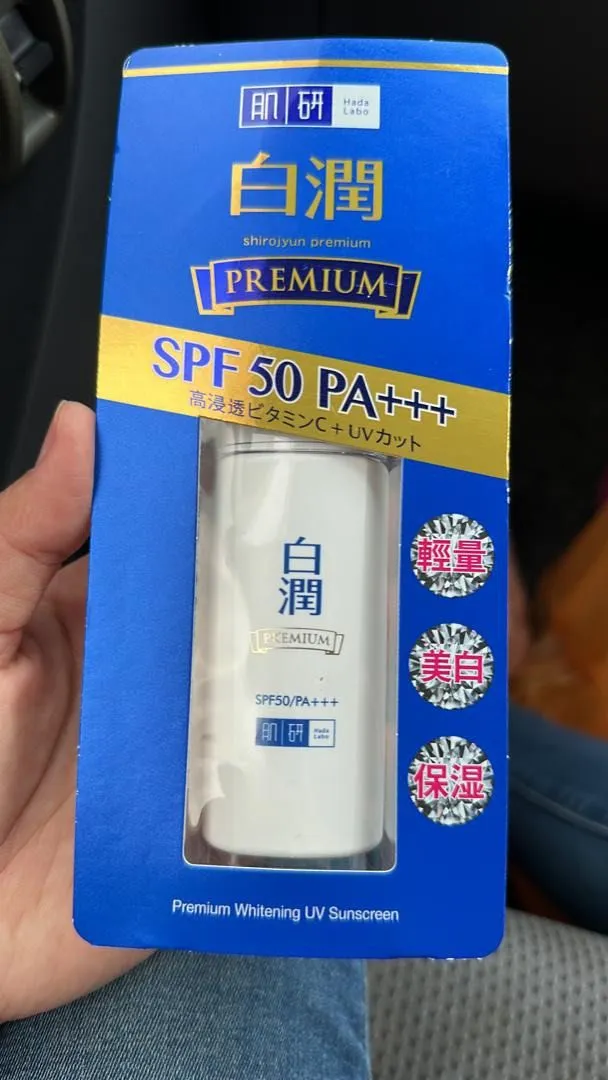 肌研 Hada Labo
白潤
shirojyun premium
PREMIUM
SPF 50 PA+++
高浸透ビタミンC+UVカット
白潤
PREMIUM
SPF50/PA+++
肌研 Hada Labo
輕量
美白
保湿
Premium Whitening UV Sunscreen